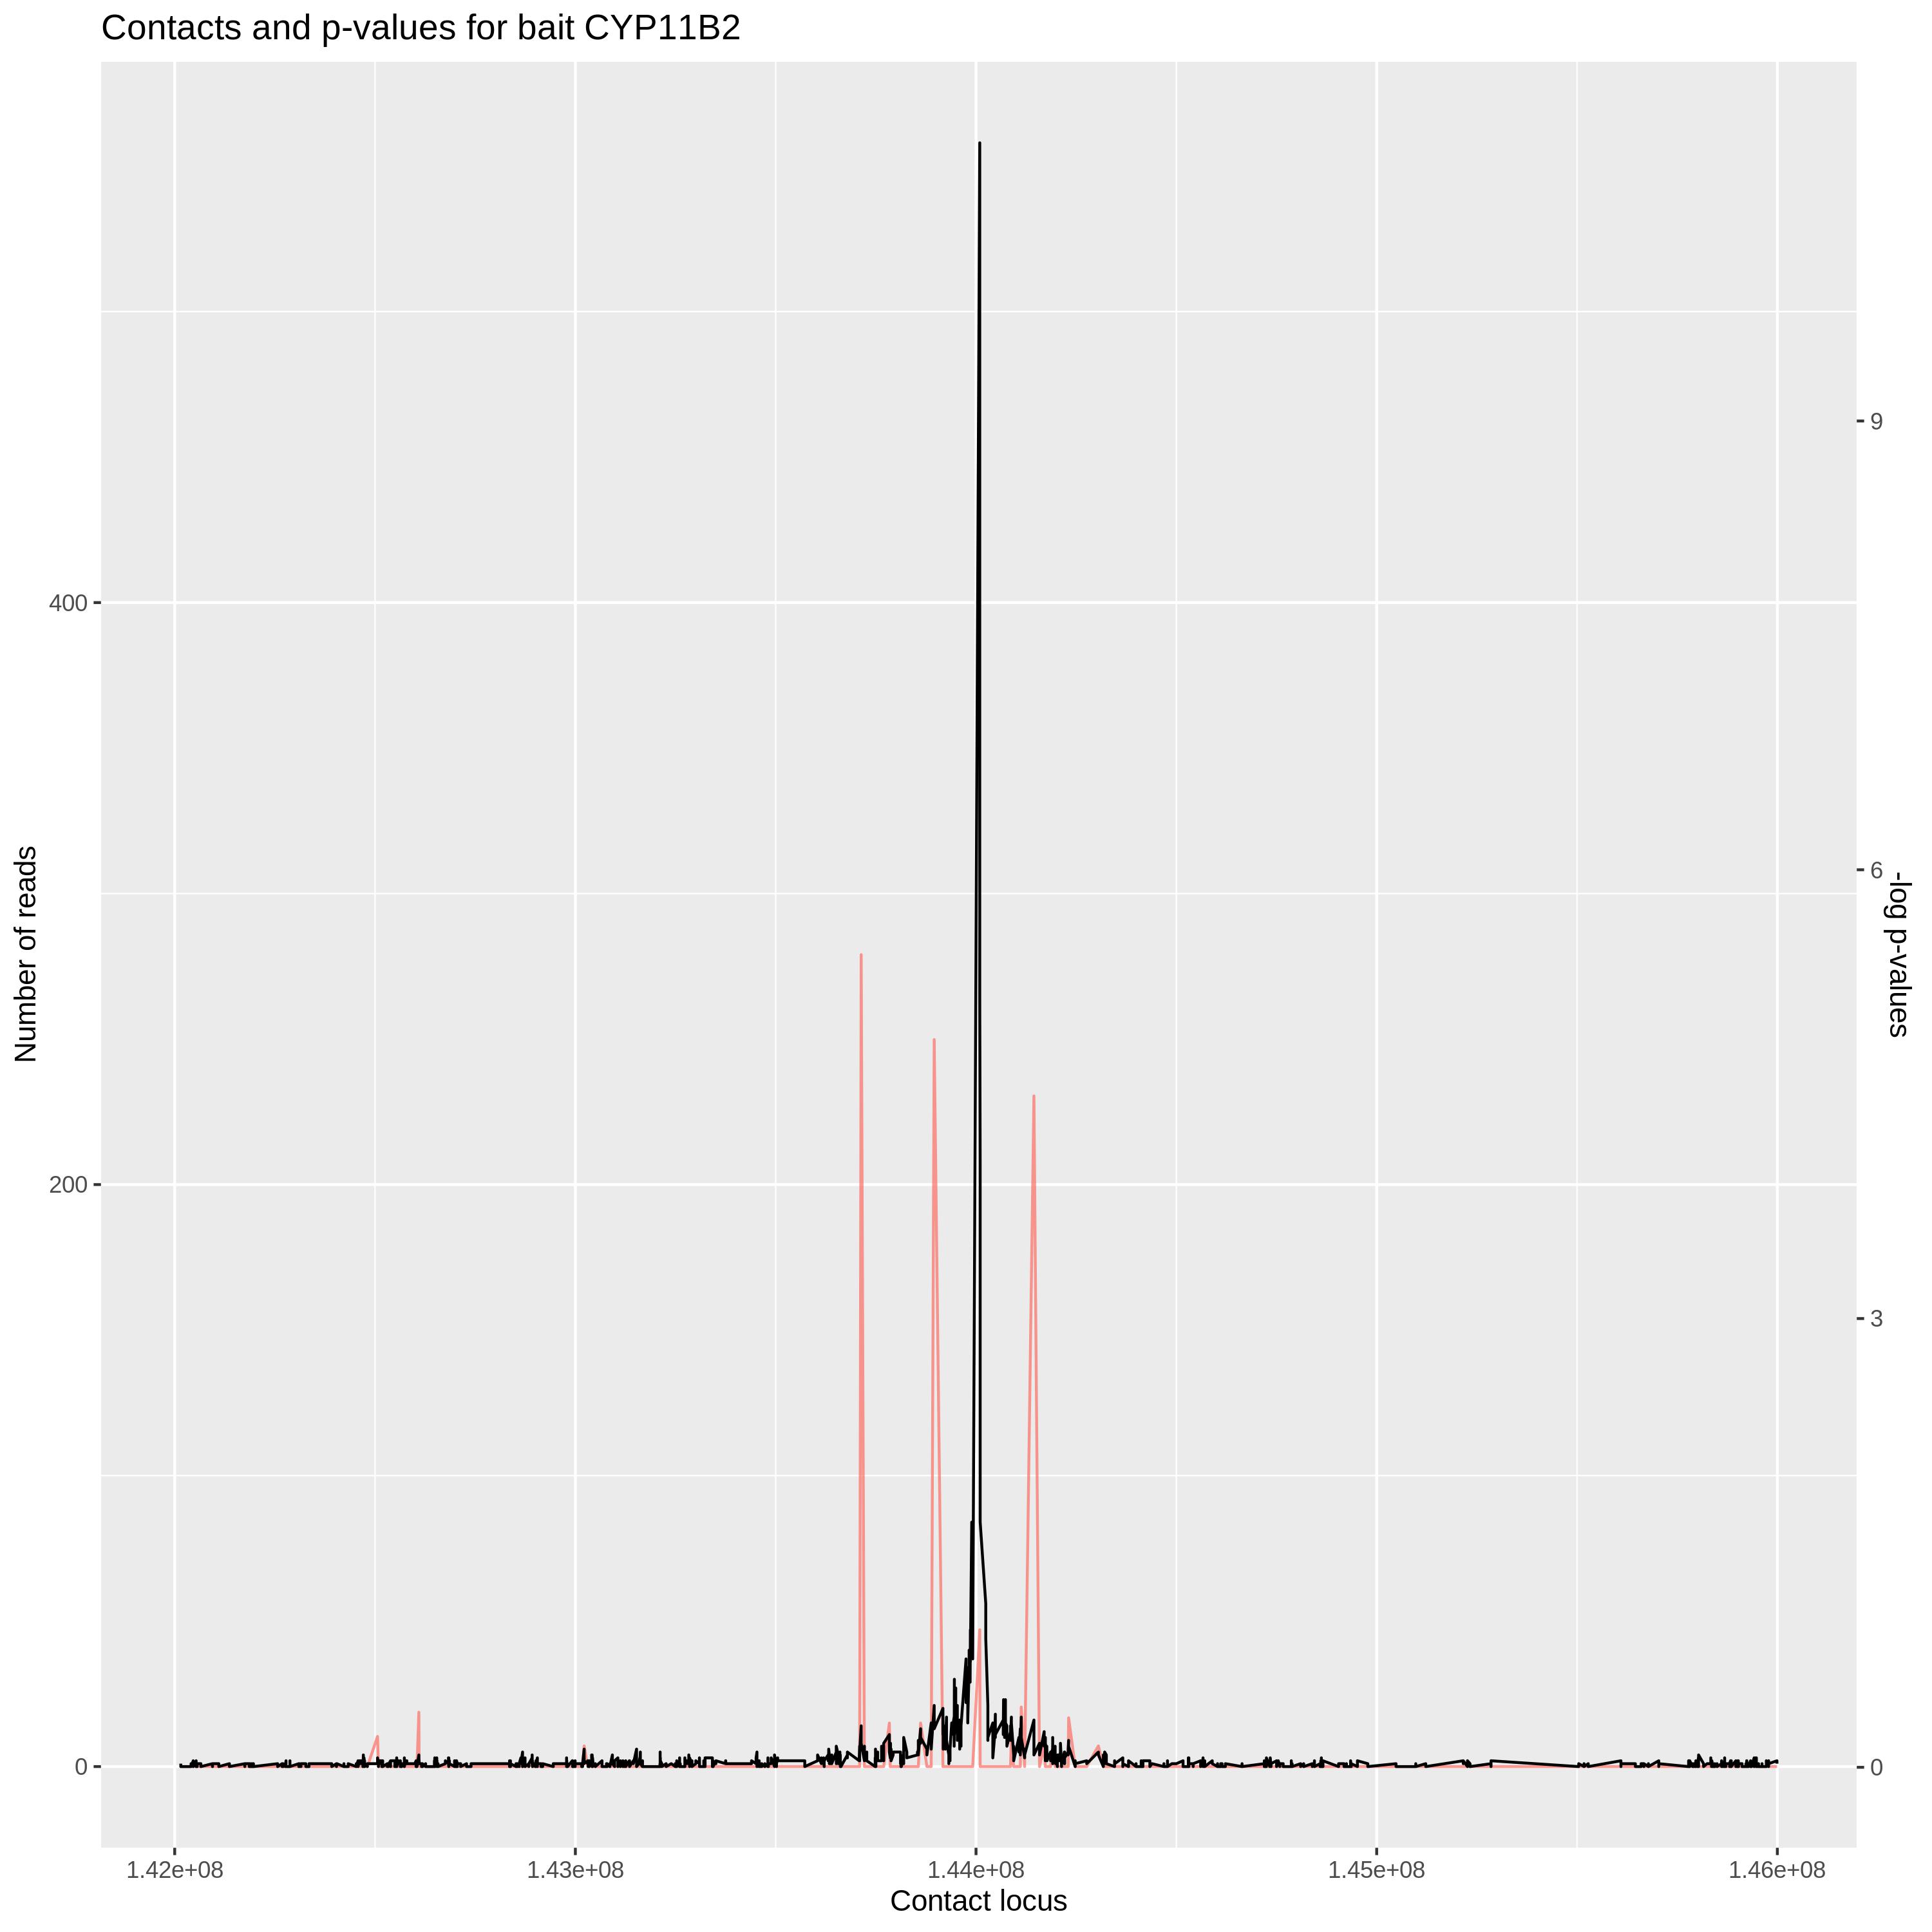 Contacts and p-values for bait CYP11B2
Number of reads
400
200
0
9
6
3
0
-log p-values
1.42e+08 1.43e+08 1.44e+08 1.45e+08 1.46e+08
Contact locus